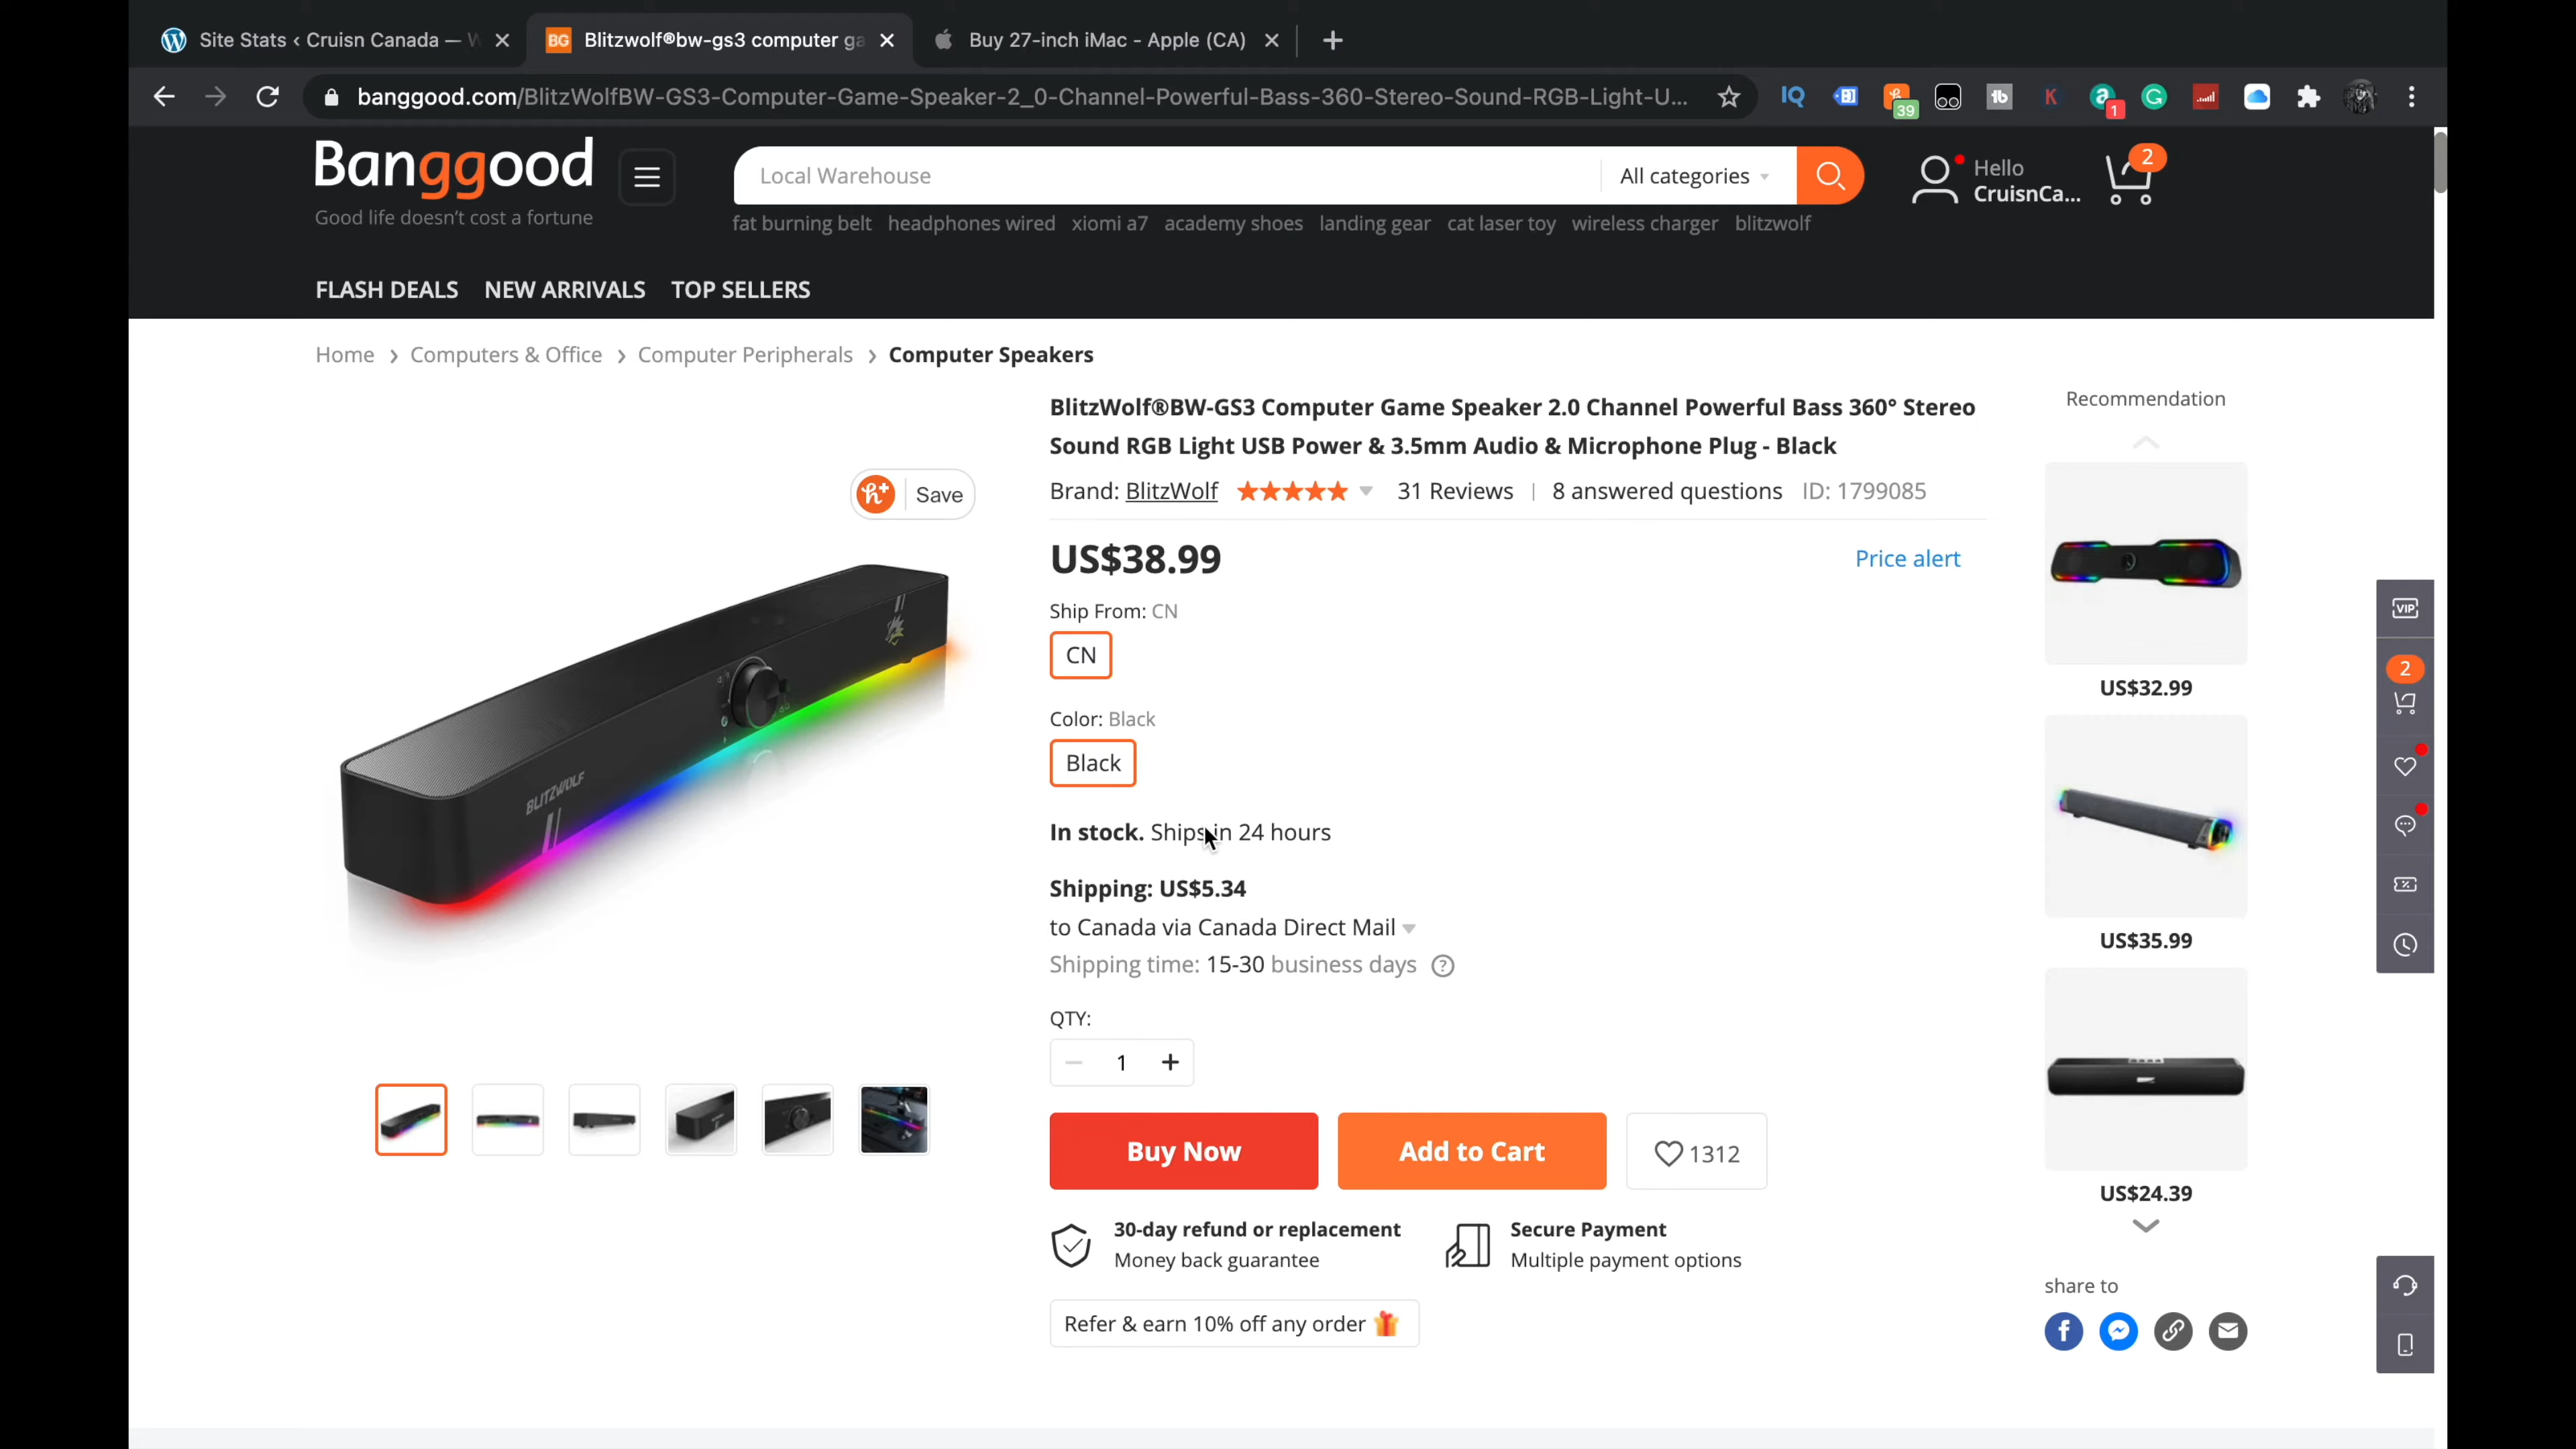 Site Stats ‹ Cruisn Canada — W
Blitzwolf®bw-gs3 computer ga
Buy 27-inch iMac - Apple (CA)
banggood.com/BlitzWolfBW-GS3-Computer-Game-Speaker-2_0-Channel-Powerful-Bass-360-Stereo-Sound-RGB-Light-U...
IQ
39
tb
K
a
1
G
Banggood
Good life doesn't cost a fortune
Local Warehouse
All categories
Hello
CruisnCa...
2
fat burning belt headphones wired xiomi a7 academy shoes landing gear cat laser toy wireless charger blitzwolf
FLASH DEALS NEW ARRIVALS TOP SELLERS
Home › Computers & Office › Computer Peripherals › Computer Speakers
BlitzWolf®BW-GS3 Computer Game Speaker 2.0 Channel Powerful Bass 360° Stereo
Sound RGB Light USB Power & 3.5mm Audio & Microphone Plug - Black
Brand: BlitzWolf 31 Reviews | 8 answered questions ID: 1799085
Save
BLITZWOLF
US$38.99
Price alert
Ship From: CN
CN
Color: Black
Black
In stock. Ships in 24 hours
Shipping: US$5.34
to Canada via Canada Direct Mail
Shipping time: 15-30 business days ?
QTY:
1
Buy Now
Add to Cart
1312
30-day refund or replacement
Money back guarantee
Secure Payment
Multiple payment options
Refer & earn 10% off any order
Recommendation
US$32.99
US$35.99
US$24.39
share to
VIP
2